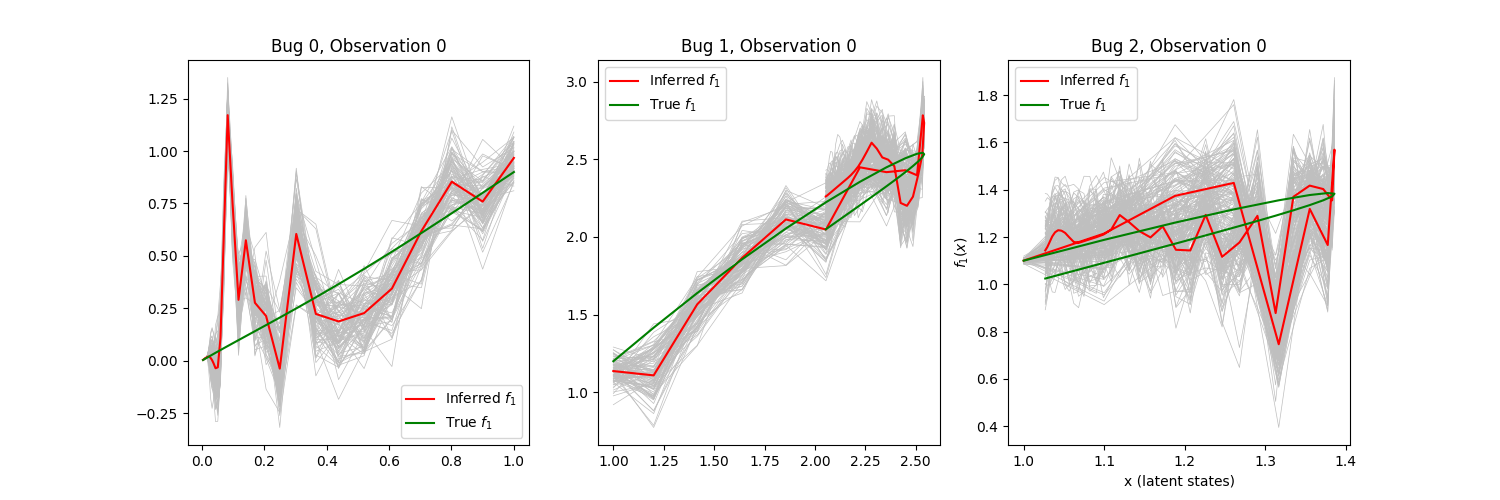 Bug 0, Observation 0
1.25
1.00
0.75
0.50
0.25
0.00
−0.25
0.0 0.2 0.4 0.6 0.8 1.0
Inferred f₁
True f₁
Bug 1, Observation 0
Inferred f₁
True f₁
3.0
2.5
2.0
1.5
1.0
1.00 1.25 1.50 1.75 2.00 2.25 2.50
Bug 2, Observation 0
Inferred f₁
True f₁
f₁(x)
1.8
1.6
1.4
1.2
1.0
0.8
0.6
0.4
1.0 1.1 1.2 1.3 1.4
x (latent states)